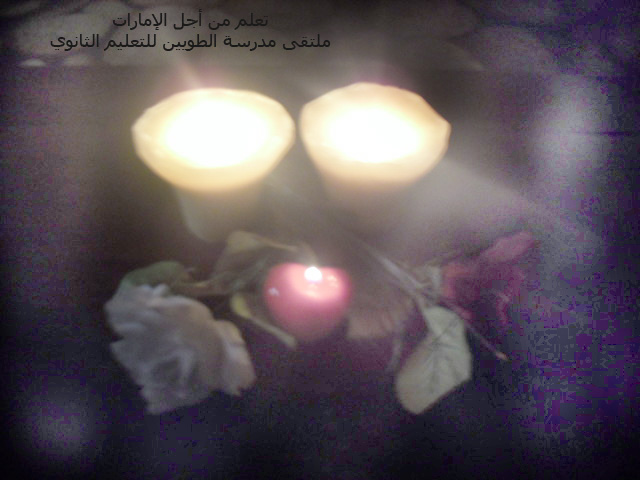 تعلم من أجل الإمارات
ملتقى مدرسة الطويين للتعليم الثانوي